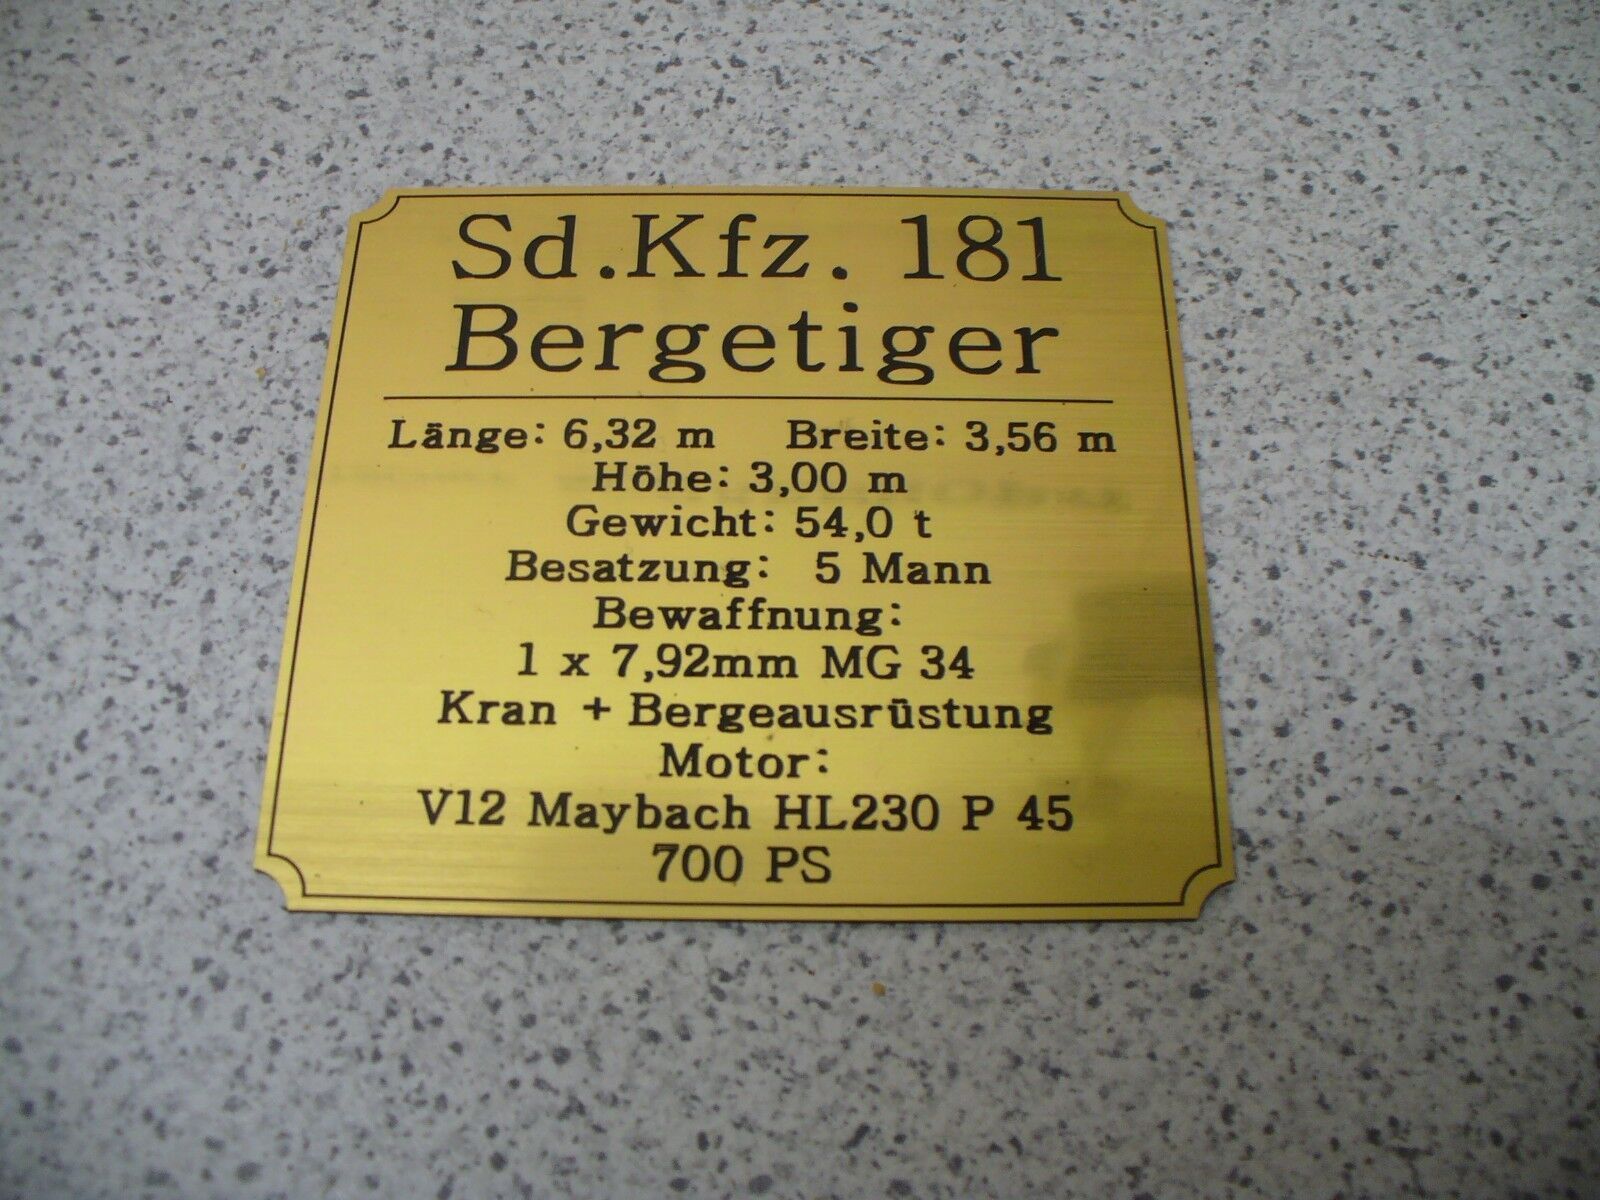 Sd.Kfz. 181
Bergetiger
Länge: 6,32 m Breite: 3,56 m
Höhe: 3,00 m
Gewicht: 54,0 t
Besatzung: 5 Mann
Bewaffnung:
1 x 7,92mm MG 34
Kran + Bergeausrüstung
Motor:
V12 Maybach HL230 P 45
700 PS